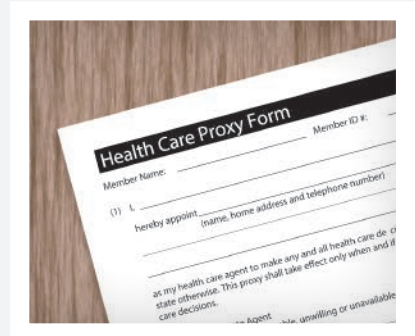 Health Care Proxy Form
Member Name: Member ID #:
(1) I,
hereby appoint
(name, home address and telephone number)
as my health care agent to make any and all health care de
state otherwise. This proxy shall take effect only when and if
care decisions.
Agent
unwilling or unavailable